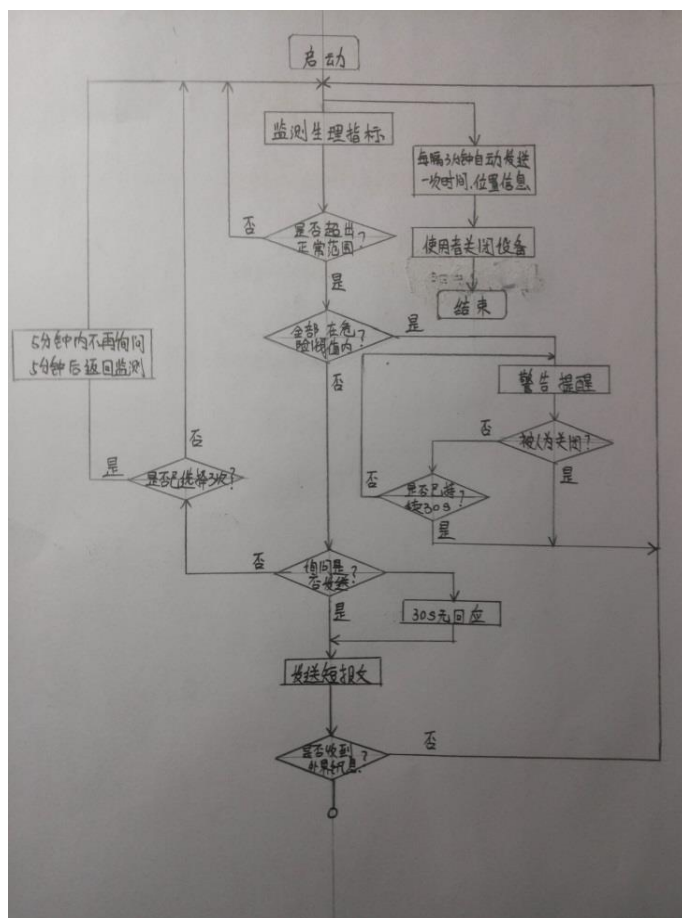 启动
监测生理指标
每隔3分钟自动发送
一次时间、位置信息
否
是否超出
正常范围?
使用者关闭设备
是
结束
全部在危
险阈值内?
是
5分钟内不再询问
5分钟后返回监测
否
警告提醒
否
否
被人为关闭?
是
是否已选择3次?
否
是否已持
续30s?
是
是
否
询问是
否发送?
是
30s无回应
发送短报文
是否收到
外界讯息?
否